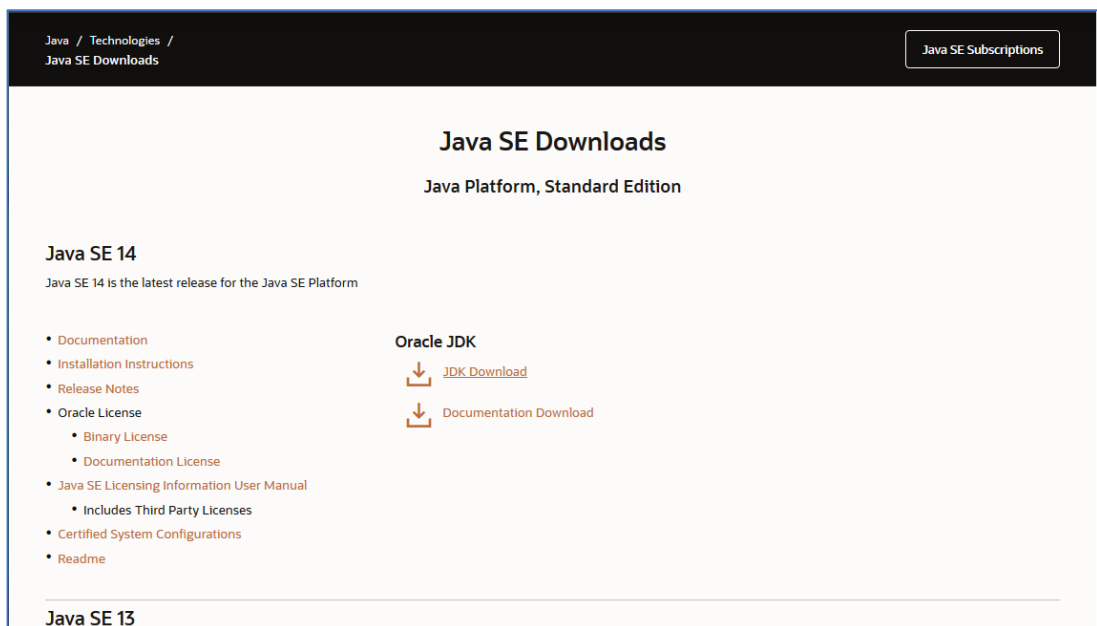 Java / Technologies /
Java SE Downloads
Java SE Subscriptions
Java SE Downloads
Java Platform, Standard Edition
Java SE 14
Java SE 14 is the latest release for the Java SE Platform
• Documentation
• Installation Instructions
• Release Notes
• Oracle License
• Binary License
• Documentation License
• Java SE Licensing Information User Manual
• Includes Third Party Licenses
• Certified System Configurations
• Readme
Oracle JDK
JDK Download
Documentation Download
Java SE 13